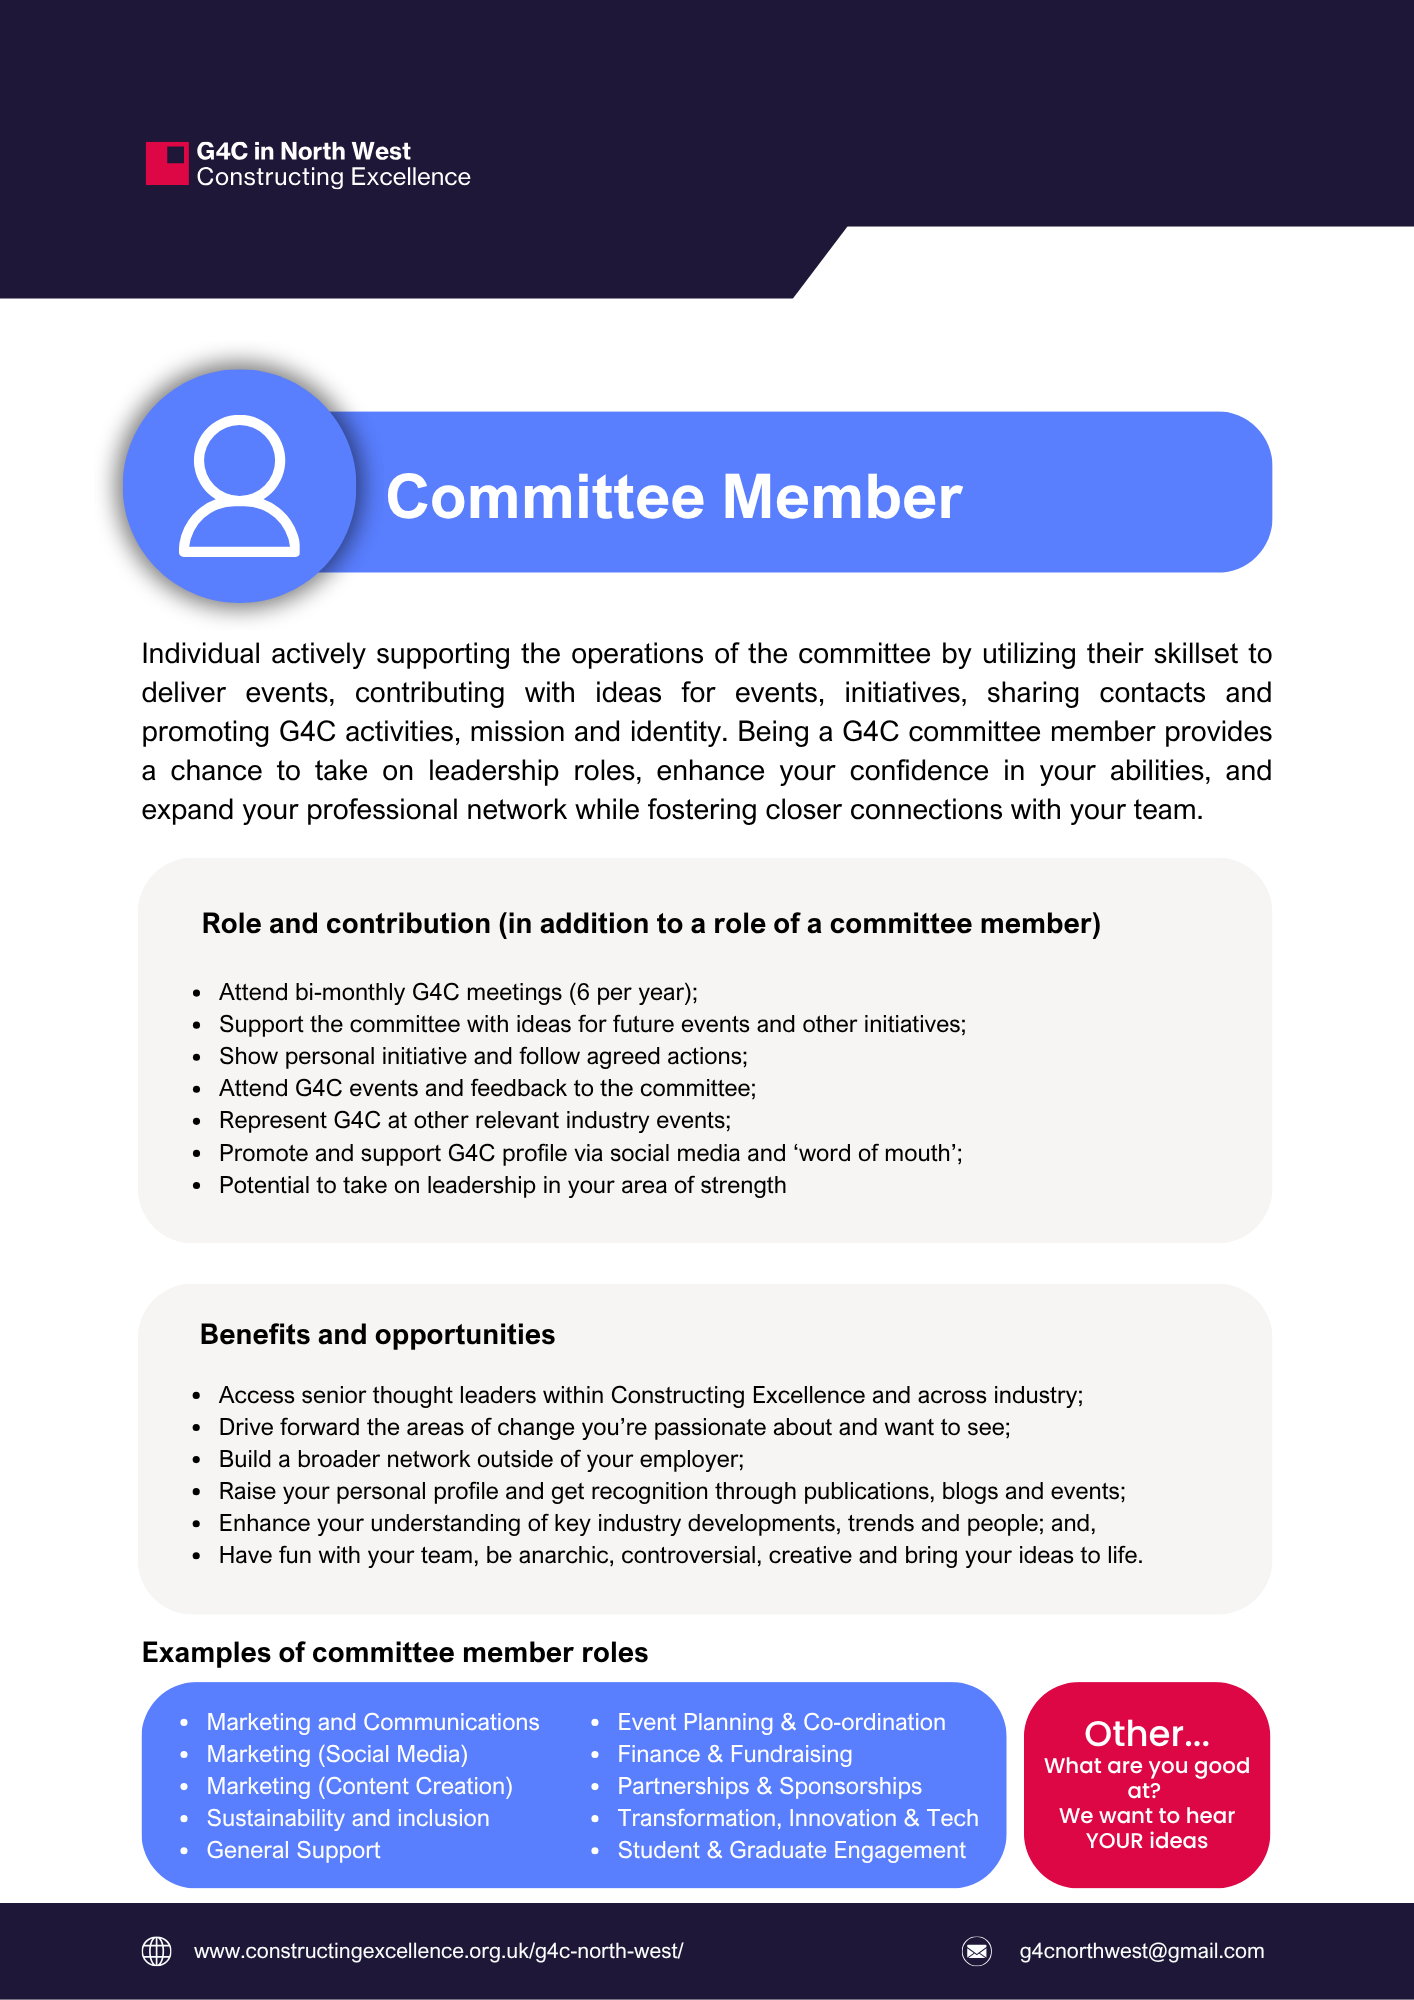 G4C in North West
Constructing Excellence
Committee Member
Individual actively supporting the operations of the committee by utilizing their skillset to
deliver events, contributing with ideas for events, initiatives, sharing contacts and
promoting G4C activities, mission and identity. Being a G4C committee member provides
a chance to take on leadership roles, enhance your confidence in your abilities, and
expand your professional network while fostering closer connections with your team.
Role and contribution (in addition to a role of a committee member)
• Attend bi-monthly G4C meetings (6 per year);
• Support the committee with ideas for future events and other initiatives;
• Show personal initiative and follow agreed actions;
• Attend G4C events and feedback to the committee;
• Represent G4C at other relevant industry events;
• Promote and support G4C profile via social media and ‘word of mouth’;
• Potential to take on leadership in your area of strength
Benefits and opportunities
• Access senior thought leaders within Constructing Excellence and across industry;
• Drive forward the areas of change you’re passionate about and want to see;
• Build a broader network outside of your employer;
• Raise your personal profile and get recognition through publications, blogs and events;
• Enhance your understanding of key industry developments, trends and people; and,
• Have fun with your team, be anarchic, controversial, creative and bring your ideas to life.
Examples of committee member roles
• Marketing and Communications
• Marketing (Social Media)
• Marketing (Content Creation)
• Sustainability and inclusion
• General Support
• Event Planning & Co-ordination
• Finance & Fundraising
• Partnerships & Sponsorships
• Transformation, Innovation & Tech
• Student & Graduate Engagement
Other...
What are you good
at?
We want to hear
YOUR ideas
www.constructingexcellence.org.uk/g4c-north-west/
g4cnorthwest@gmail.com